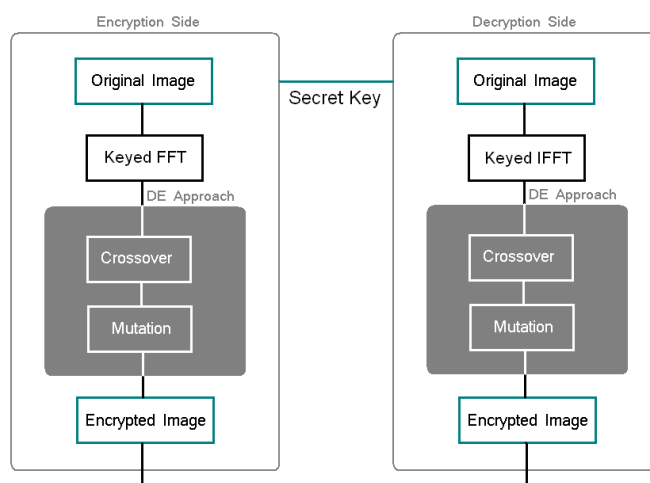 Encryption Side
Original Image
Keyed FFT
DE Approach
Crossover
Mutation
Encrypted Image
Secret Key
Decryption Side
Original Image
Keyed IFFT
DE Approach
Crossover
Mutation
Encrypted Image